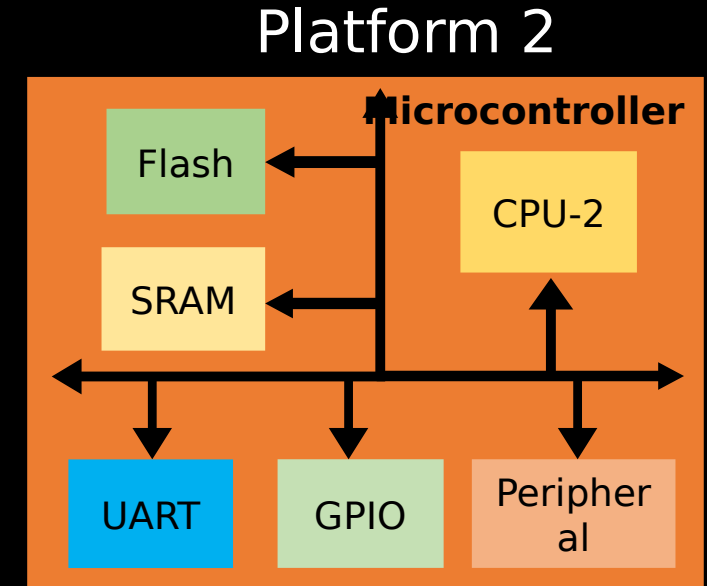 Platform 2
Microcontroller
Flash
CPU-2
SRAM
UART
GPIO
Peripher
al